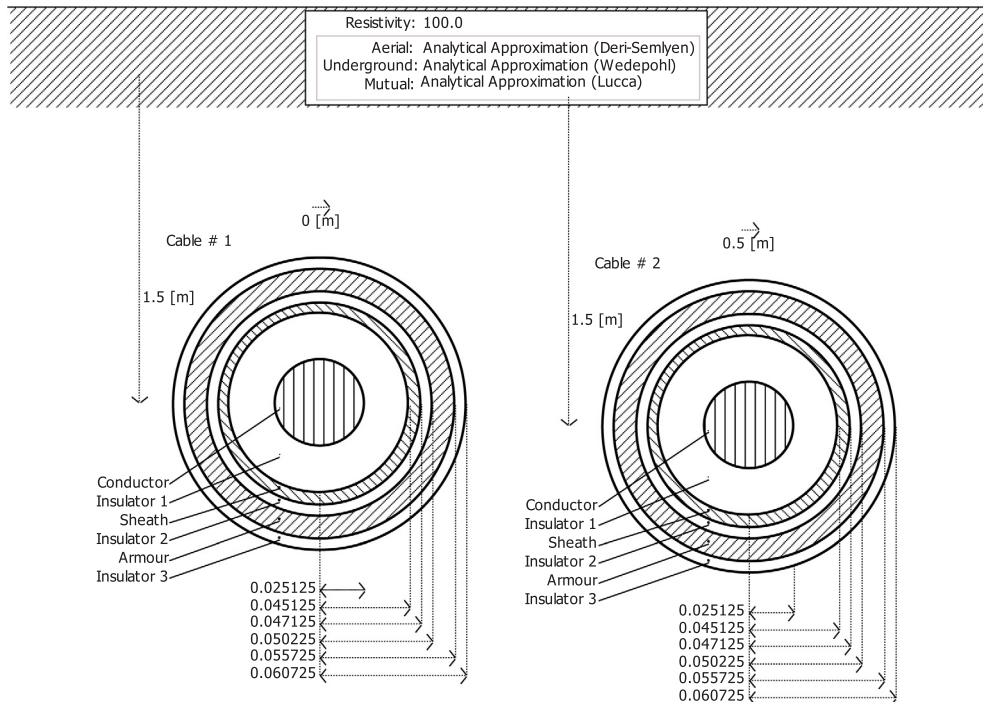 Resistivity: 100.0
Aerial: Analytical Approximation (Deri-Semlyen)
Underground: Analytical Approximation (Wedepohl)
Mutual: Analytical Approximation (Lucca)
0 [m]
Cable # 1
1.5 [m]
Conductor
Insulator 1
Sheath
Insulator 2
Armour
Insulator 3
0.025125
0.045125
0.047125
0.050225
0.055725
0.060725
0.5 [m]
Cable # 2
1.5 [m]
Conductor
Insulator 1
Sheath
Insulator 2
Armour
Insulator 3
0.025125
0.045125
0.047125
0.050225
0.055725
0.060725